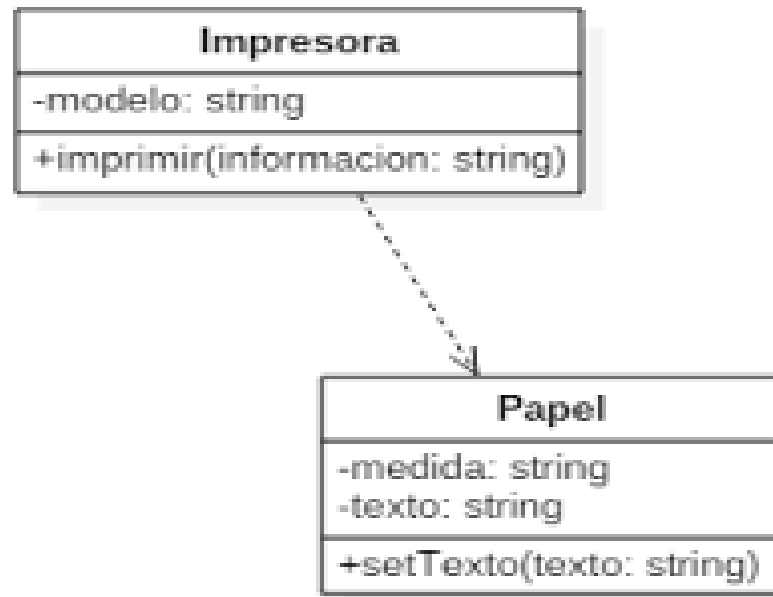 Impresora
-modelo: string
+imprimir(informacion: string)
Papel
-medida: string
-texto: string
+setTexto(texto: string)